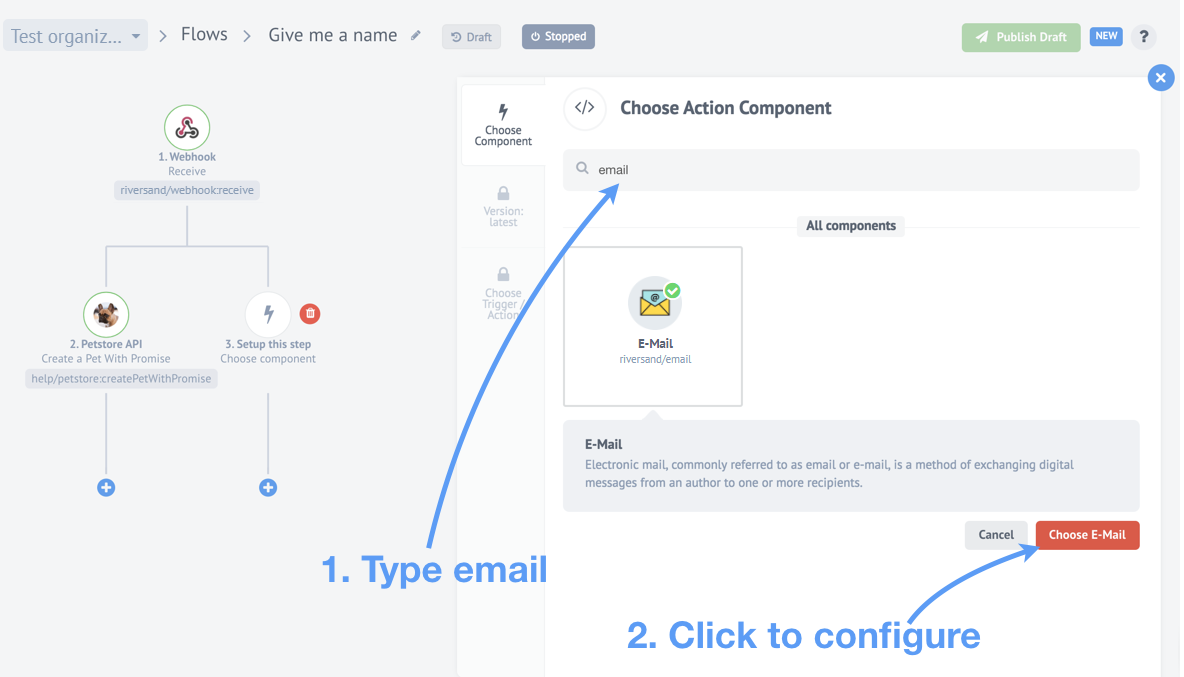 Test organiz...
Flows
Give me a name
Draft
Stopped
Publish Draft
NEW
?
1. Webhook
Receive
riversand/webhook:receive
2. Petstore API
Create a Pet With Promise
help/petstore:createPetWithPromise
3. Setup this step
Choose component
Choose
Component
Version:
latest
Choose
Trigger /
Action
</> Choose Action Component
email
All components
@
E-Mail
riversand/email
E-Mail
Electronic mail, commonly referred to as email or e-mail, is a method of exchanging digital
messages from an author to one or more recipients.
Cancel
Choose E-Mail
1. Type email
2. Click to configure